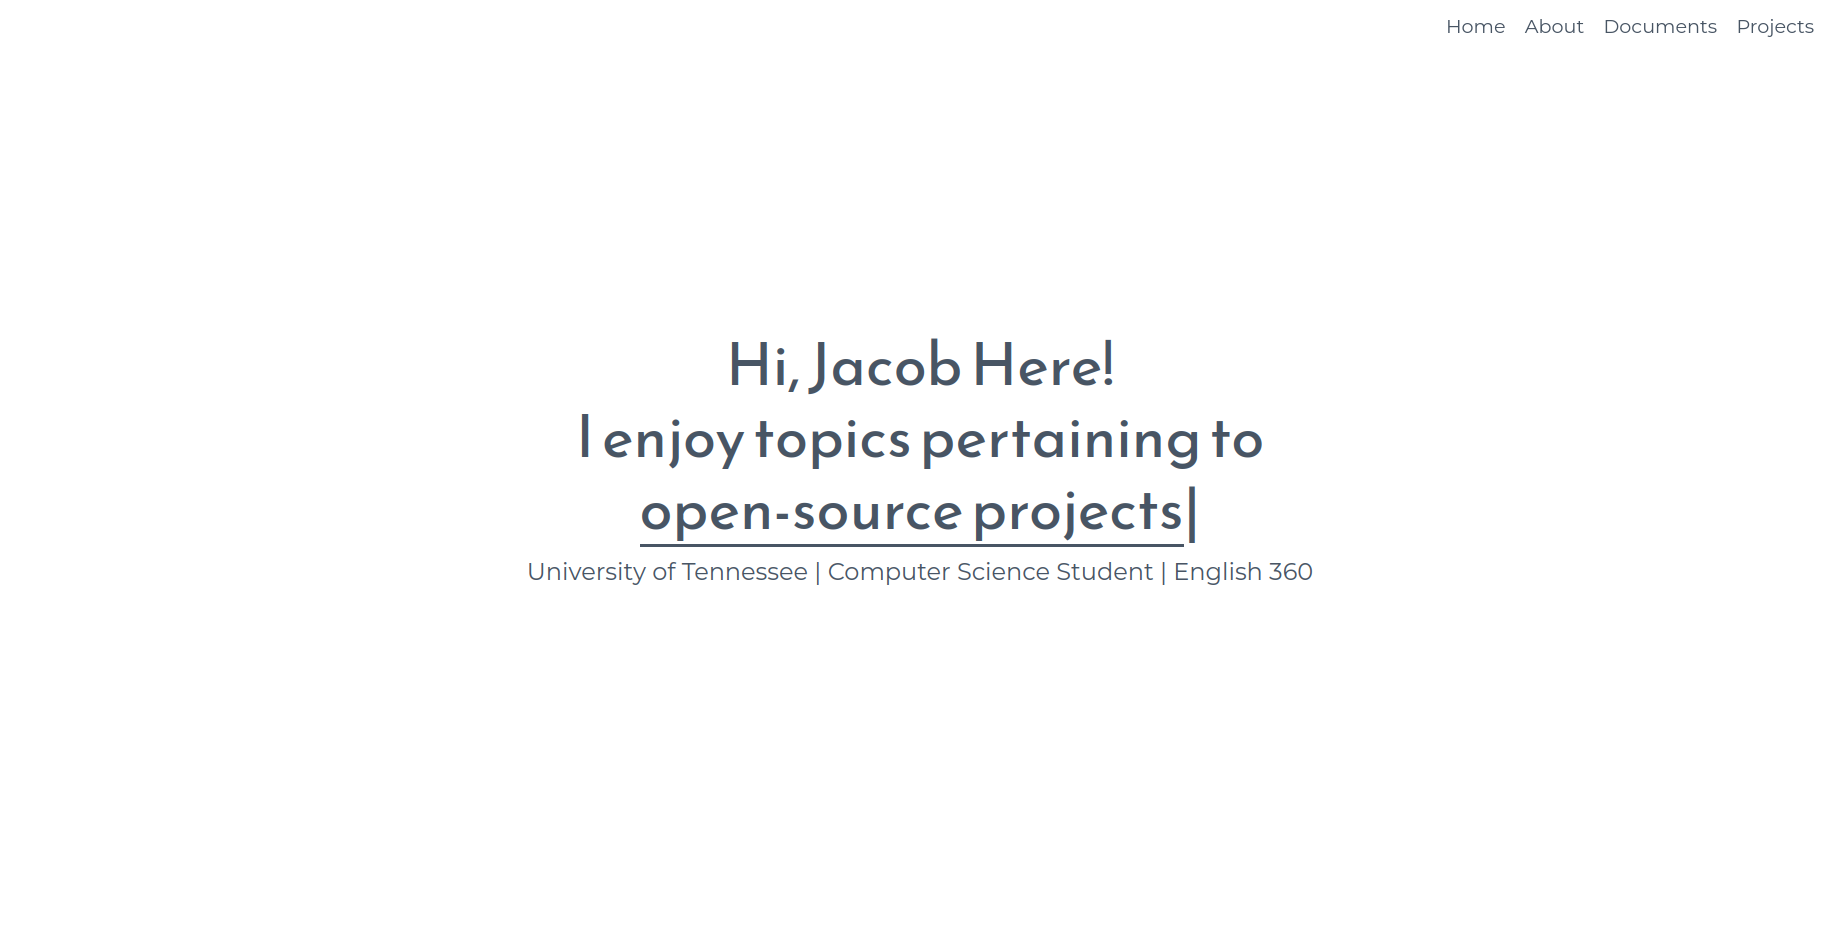 Home About Documents Projects
Hi, Jacob Here!
I enjoy topics pertaining to
open-source projects|
University of Tennessee | Computer Science Student | English 360